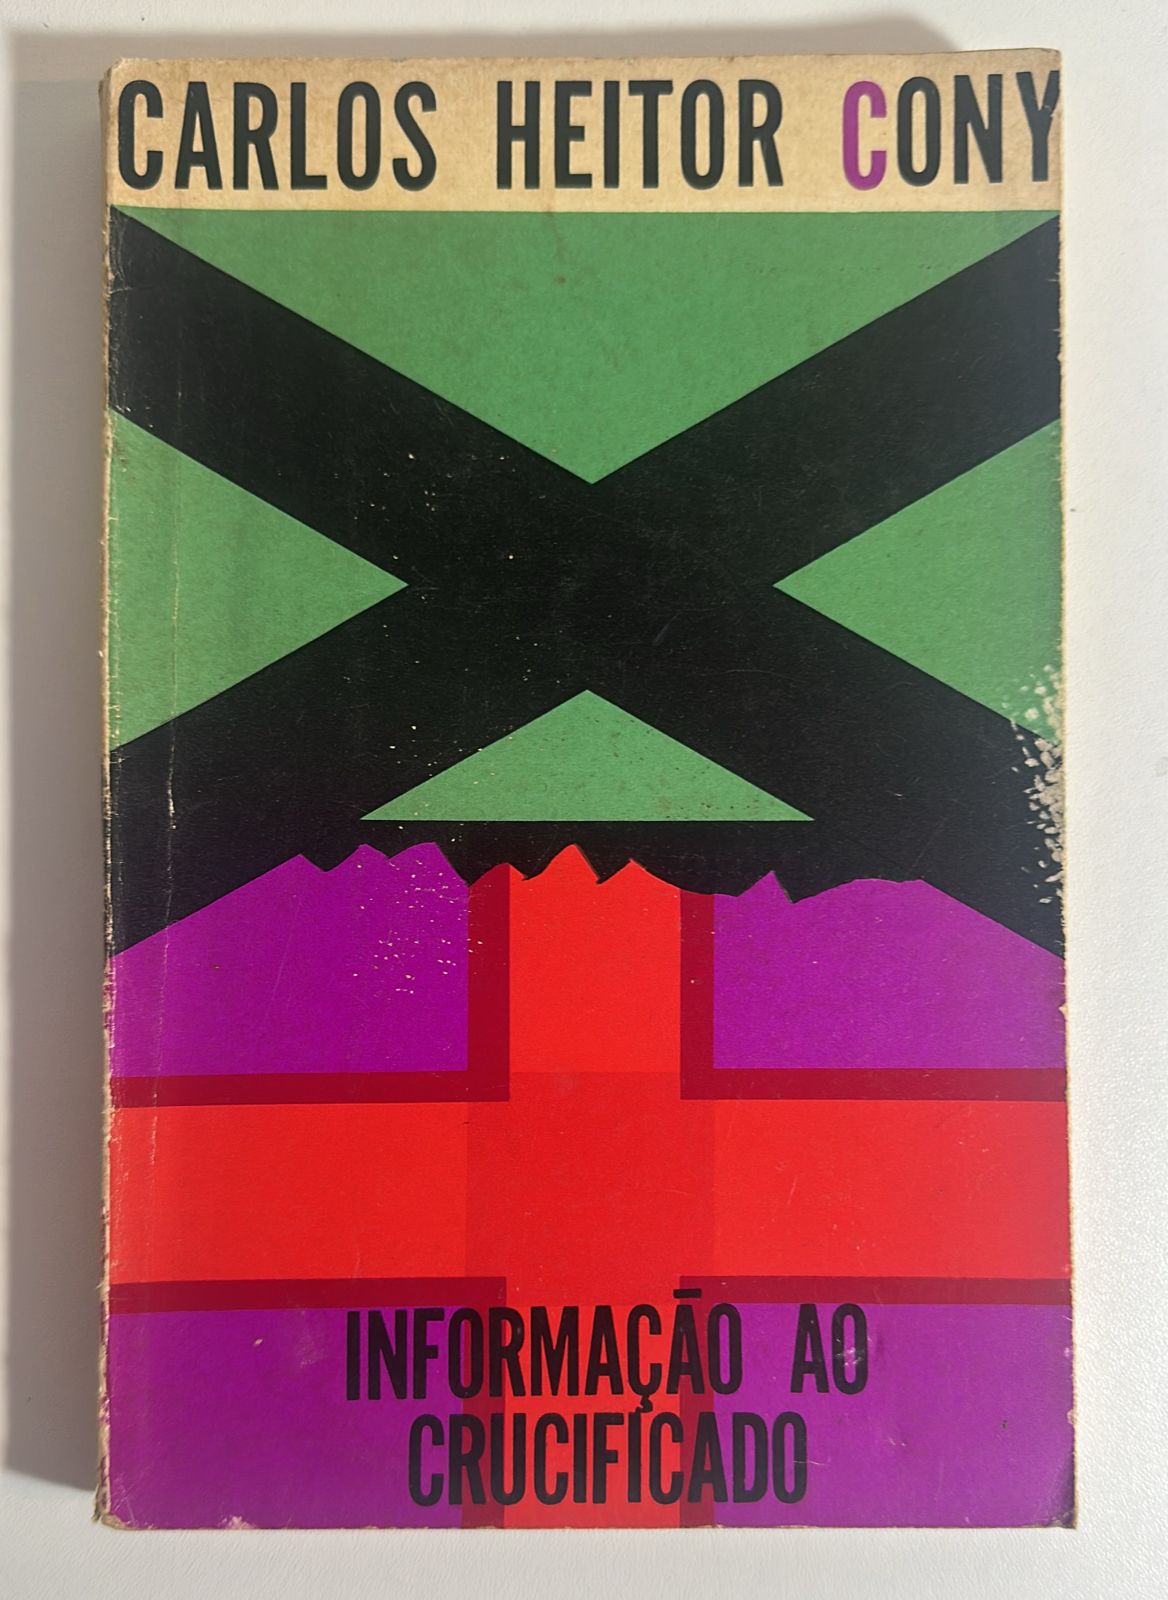 CARLOS HEITOR CONY
INFORMAÇÃO AO
CRUCIFICADO